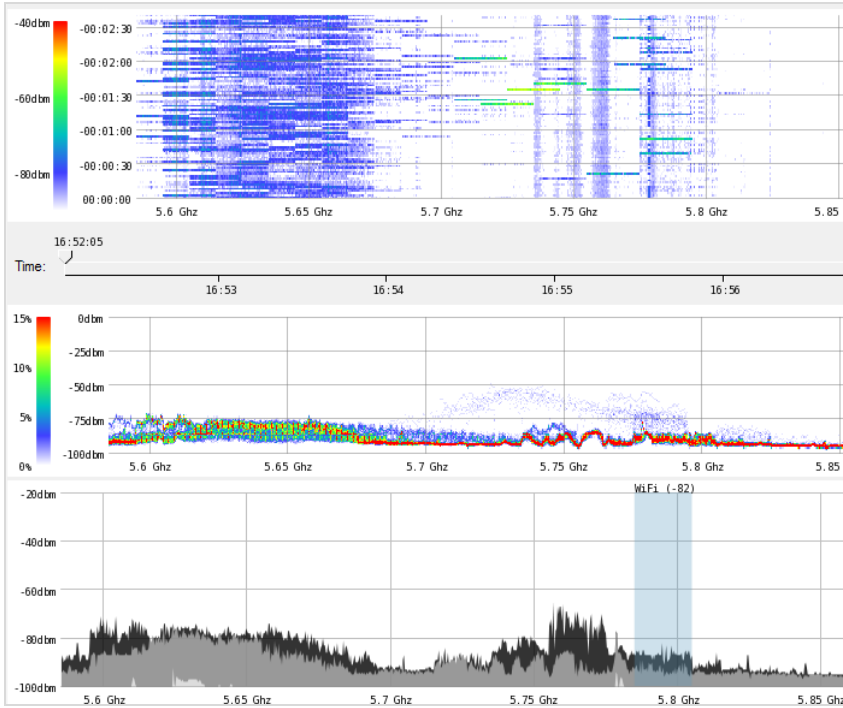 -40dbm
-60dbm
-80dbm
-00:02:30
-00:02:00
-00:01:30
-00:01:00
-00:00:30
00:00:00
5.6 Ghz 5.65 Ghz 5.7 Ghz 5.75 Ghz 5.8 Ghz 5.85
16:52:05
Time:
16:53 16:54 16:55 16:56
15%
10%
5%
0%
0dbm
-25dbm
-50dbm
-75dbm
-100dbm
5.6 Ghz 5.65 Ghz 5.7 Ghz 5.75 Ghz 5.8 Ghz 5.85
WiFi (-82)
-20dbm
-40dbm
-60dbm
-80dbm
-100dbm
5.6 Ghz 5.65 Ghz 5.7 Ghz 5.75 Ghz 5.8 Ghz 5.85 Ghz